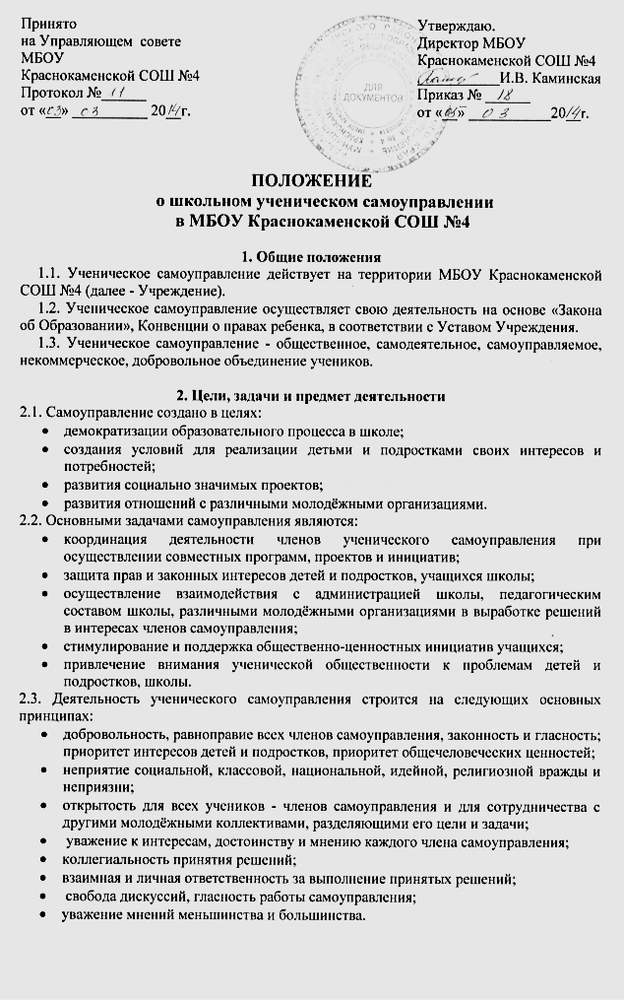 Принято
на Управляющем совете
МБОУ
Краснокаменской СОШ №4
Протокол № 11
от «03» 03 2014г.
Утверждаю.
Директор МБОУ
Краснокаменской СОШ №4
И.В. Каминская
Приказ № 18
от «05» 03 2014г.
ДЛЯ
ДОКУМЕНТОВ
ПОЛОЖЕНИЕ
о школьном ученическом самоуправлении
в МБОУ Краснокаменской СОШ №4
1. Общие положения
1.1. Ученическое самоуправление действует на территории МБОУ Краснокаменской
СОШ №4 (далее - Учреждение).
1.2. Ученическое самоуправление осуществляет свою деятельность на основе «Закона
об Образовании», Конвенции о правах ребенка, в соответствии с Уставом Учреждения.
1.3. Ученическое самоуправление - общественное, самодеятельное, самоуправляемое,
некоммерческое, добровольное объединение учеников.
2. Цели, задачи и предмет деятельности
2.1. Самоуправление создано в целях:
• демократизации образовательного процесса в школе;
• создания условий для реализации детьми и подростками своих интересов и
потребностей;
• развития социально значимых проектов;
• развития отношений с различными молодёжными организациями.
2.2. Основными задачами самоуправления являются:
• координация деятельности членов ученического самоуправления при
осуществлении совместных программ, проектов и инициатив;
• защита прав и законных интересов детей и подростков, учащихся школы;
• осуществление взаимодействия с администрацией школы, педагогическим
составом школы, различными молодёжными организациями в выработке решений
в интересах членов самоуправления;
• стимулирование и поддержка общественно-ценностных инициатив учащихся;
• привлечение внимания ученической общественности к проблемам детей и
подростков, школы.
2.3. Деятельность ученического самоуправления строится на следующих основных
принципах:
• добровольность, равноправие всех членов самоуправления, законность и гласность;
приоритет интересов детей и подростков, приоритет общечеловеческих ценностей;
• неприятие социальной, классовой, национальной, идейной, религиозной вражды и
неприязни;
• открытость для всех учеников - членов самоуправления и для сотрудничества с
другими молодёжными коллективами, разделяющими его цели и задачи;
• уважение к интересам, достоинству и мнению каждого члена самоуправления;
• коллегиальность принятия решений;
• взаимная и личная ответственность за выполнение принятых решений;
• свобода дискуссий, гласность работы самоуправления;
• уважение мнений меньшинства и большинства.